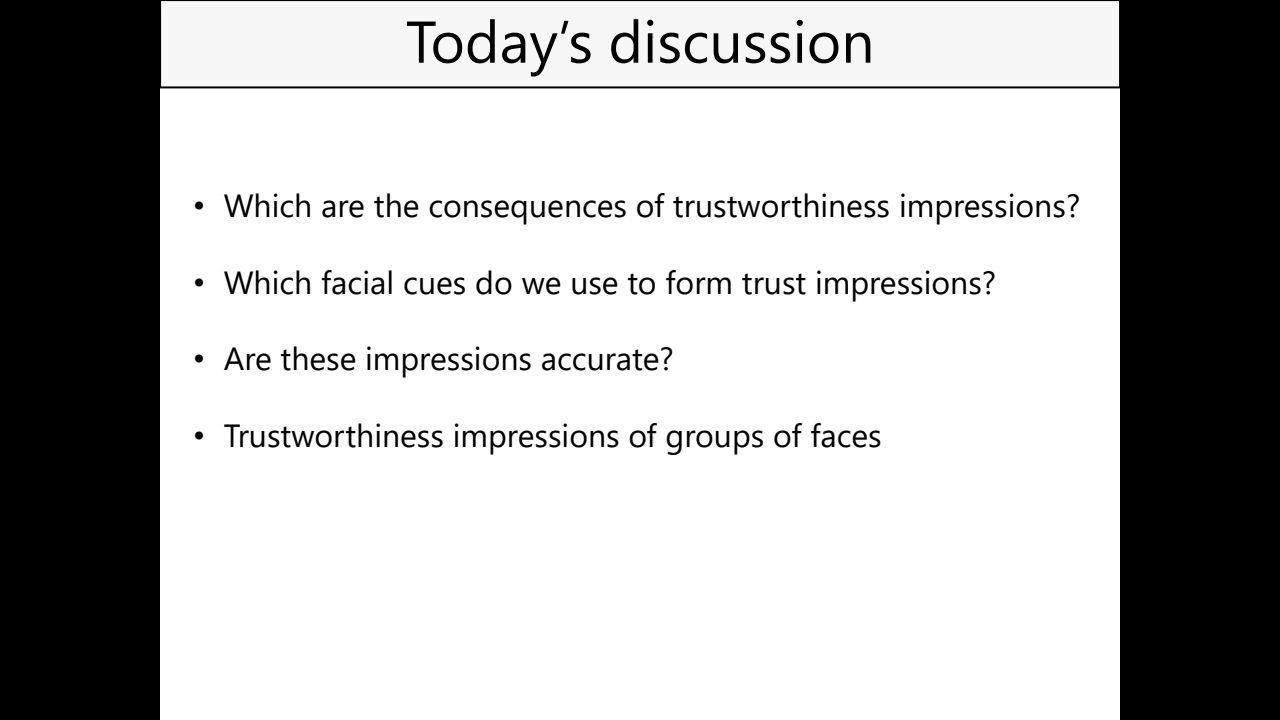 Today’s discussion
• Which are the consequences of trustworthiness impressions?
• Which facial cues do we use to form trust impressions?
• Are these impressions accurate?
• Trustworthiness impressions of groups of faces